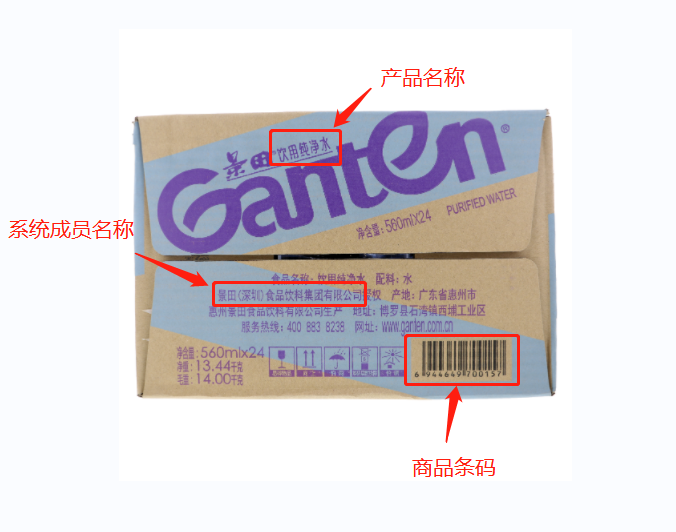 产品名称
景田®饮用纯净水
Ganten®
净含量: 560mlX24 PURIFIED WATER
系统成员名称
食品名称: 饮用纯净水 配料: 水
景田(深圳)食品饮料集团有限公司授权 产地: 广东省惠州市
惠州景田食品饮料有限公司生产 地址: 博罗县石湾镇西埔工业区
服务热线: 400 883 8238 网址: www.ganten.com.cn
净含量: 560mlx24
净重: 13.44千克
毛重: 14.00千克
6 944649 700157
商品条码